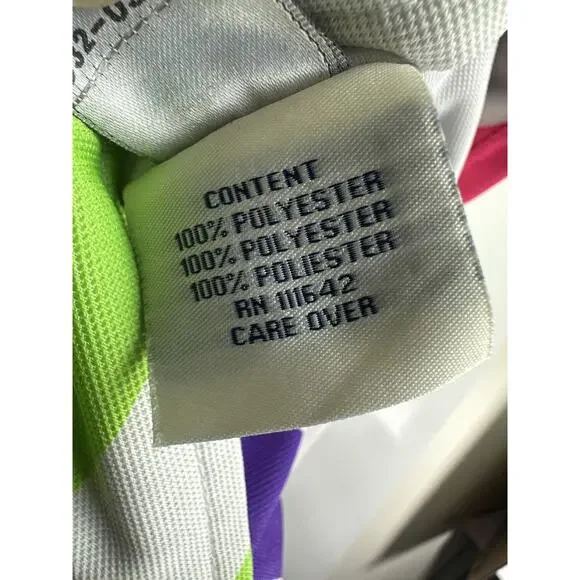 CONTENT
100% POLYESTER
100% POLYESTER
100% POLIESTER
RN 111642
CARE OVER